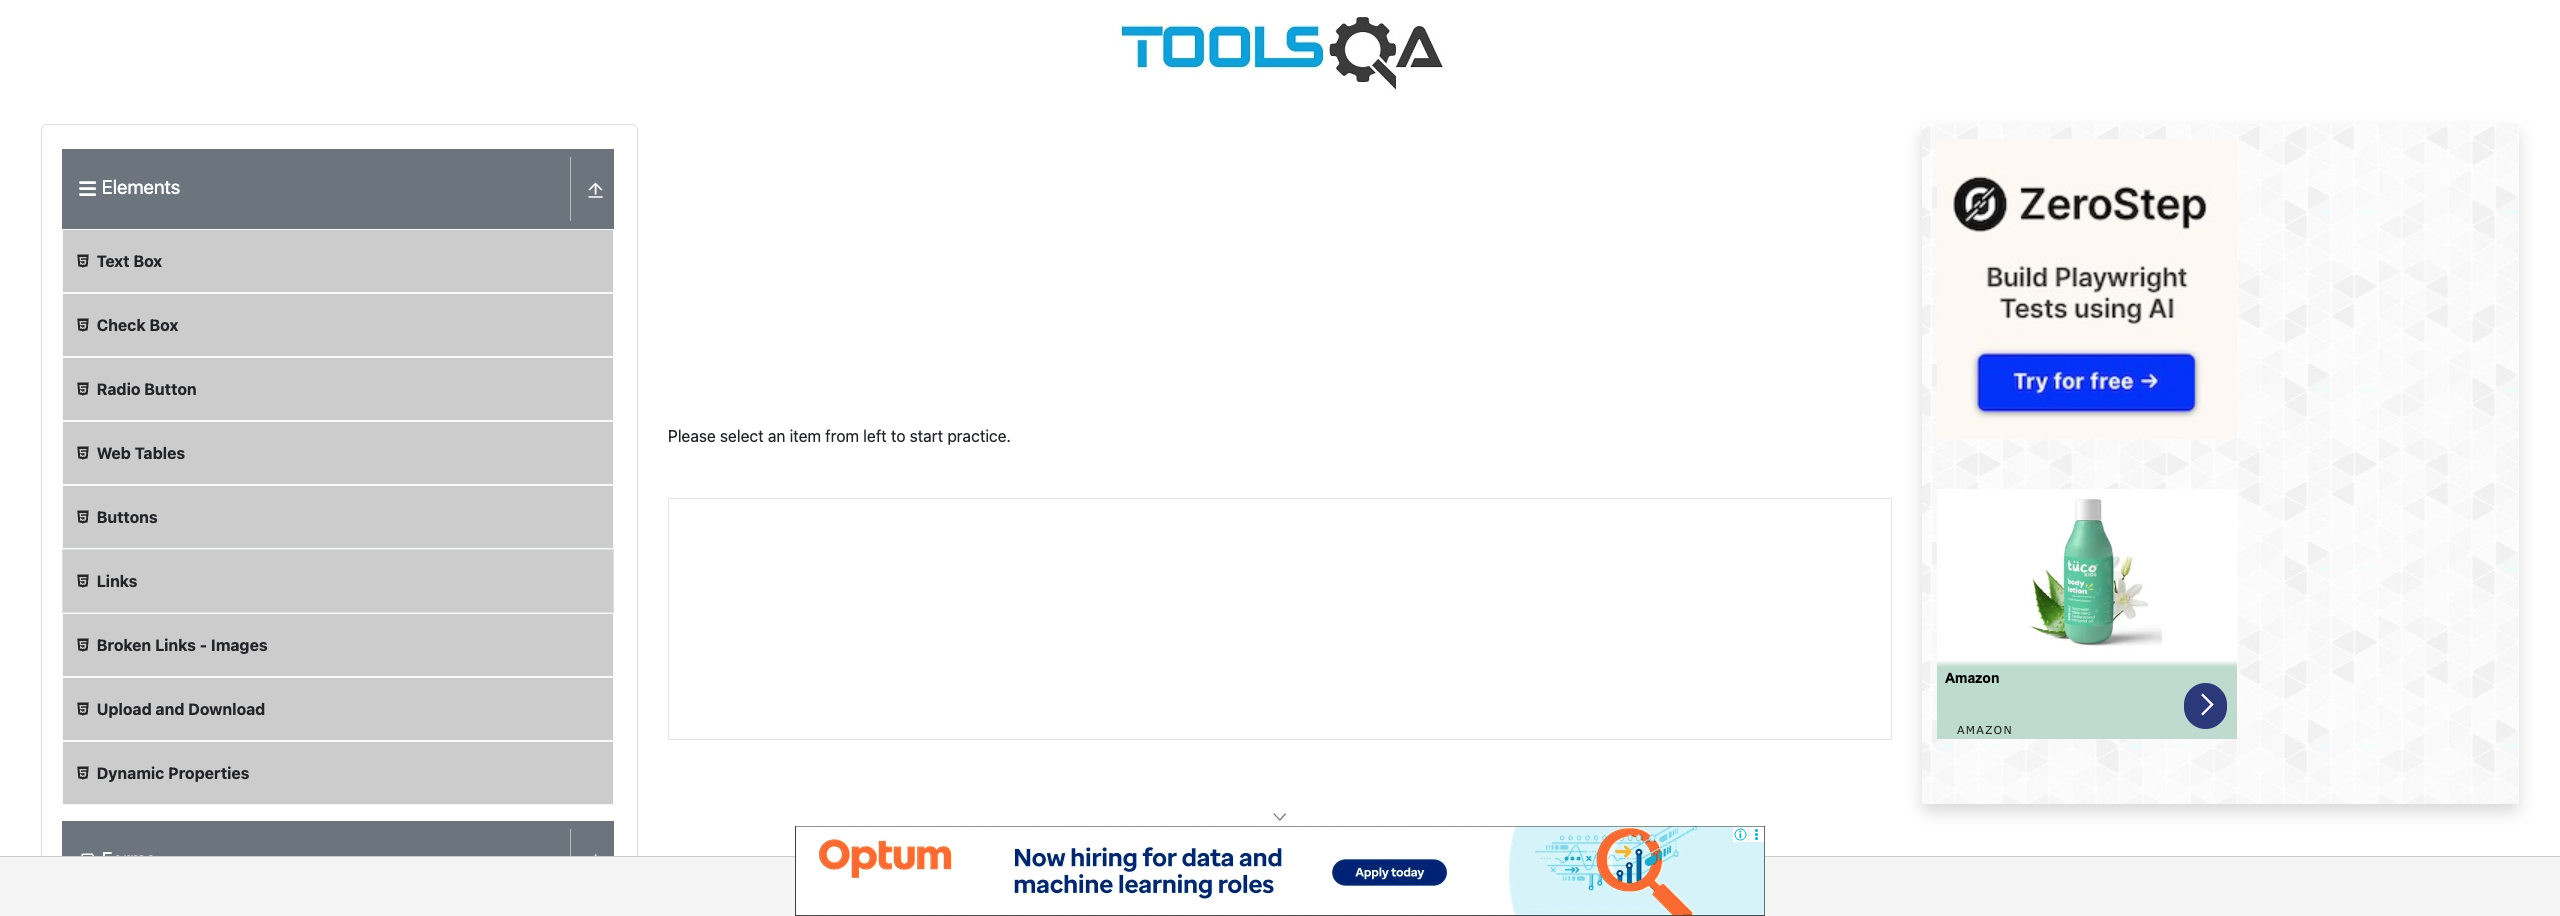 TOOLSQA
Elements
Text Box
Check Box
Radio Button
Web Tables
Buttons
Links
Broken Links - Images
Upload and Download
Dynamic Properties
Please select an item from left to start practice.
ZeroStep
Build Playwright
Tests using AI
Try for free →
tüco
body
lotion
Amazon
AMAZON
Optum
Now hiring for data and
machine learning roles
Apply today